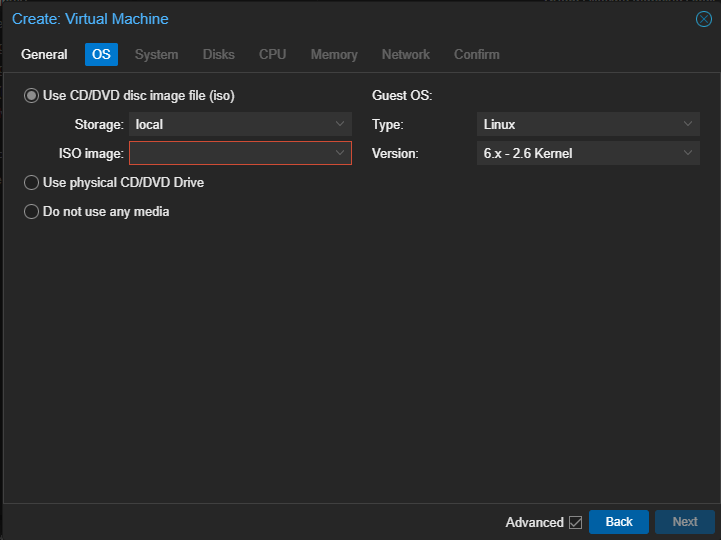 Create: Virtual Machine
General OS System Disks CPU Memory Network Confirm
Use CD/DVD disc image file (iso) Guest OS:
Storage: local Type: Linux
ISO image: Version: 6.x - 2.6 Kernel
Use physical CD/DVD Drive
Do not use any media
Advanced Back Next